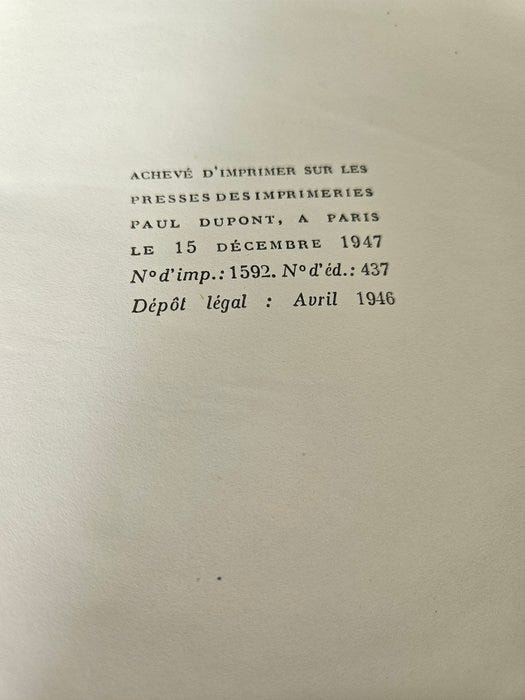 ACHEVÉ D'IMPRIMER SUR LES
PRESSES DES IMPRIMERIES
PAUL DUPONT, A PARIS
LE 15 DÉCEMBRE 1947
N° d'imp.: 1592. N° d'éd.: 437
Dépôt légal : Avril 1946